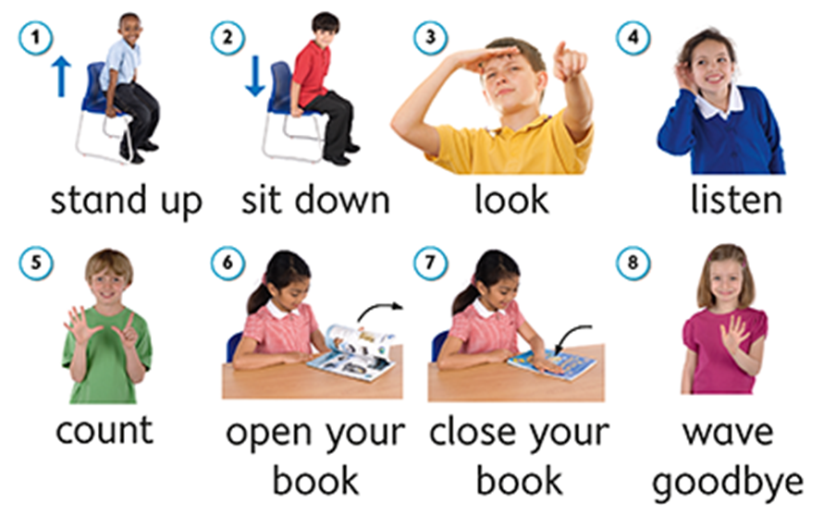 1
2
3
4
stand up
sit down
look
listen
5
6
7
8
count
open your
book
close your
book
wave
goodbye